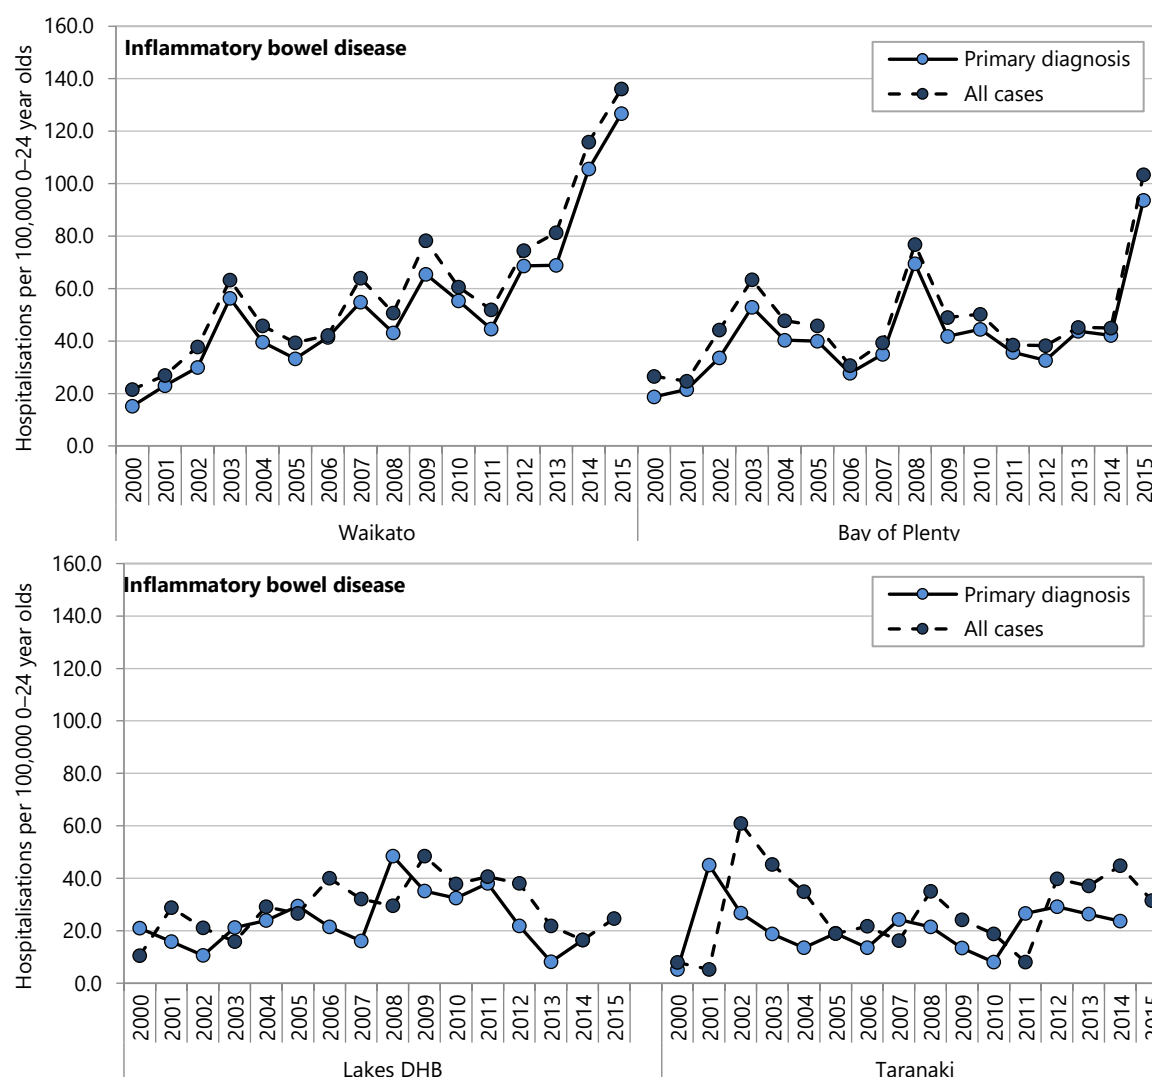 160.0
Inflammatory bowel disease
Primary diagnosis
All cases
140.0
120.0
100.0
80.0
60.0
40.0
20.0
0.0
Hospitalisations per 100,000 0–24 year olds
2000 2001 2002 2003 2004 2005 2006 2007 2008 2009 2010 2011 2012 2013 2014 2015 2000 2001 2002 2003 2004 2005 2006 2007 2008 2009 2010 2011 2012 2013 2014 2015
Waikato Bay of Plenty
160.0
Inflammatory bowel disease
Primary diagnosis
All cases
140.0
120.0
100.0
80.0
60.0
40.0
20.0
0.0
Hospitalisations per 100,000 0–24 year olds
2000 2001 2002 2003 2004 2005 2006 2007 2008 2009 2010 2011 2012 2013 2014 2015 2000 2001 2002 2003 2004 2005 2006 2007 2008 2009 2010 2011 2012 2013 2014 2015
Lakes DHB Taranaki